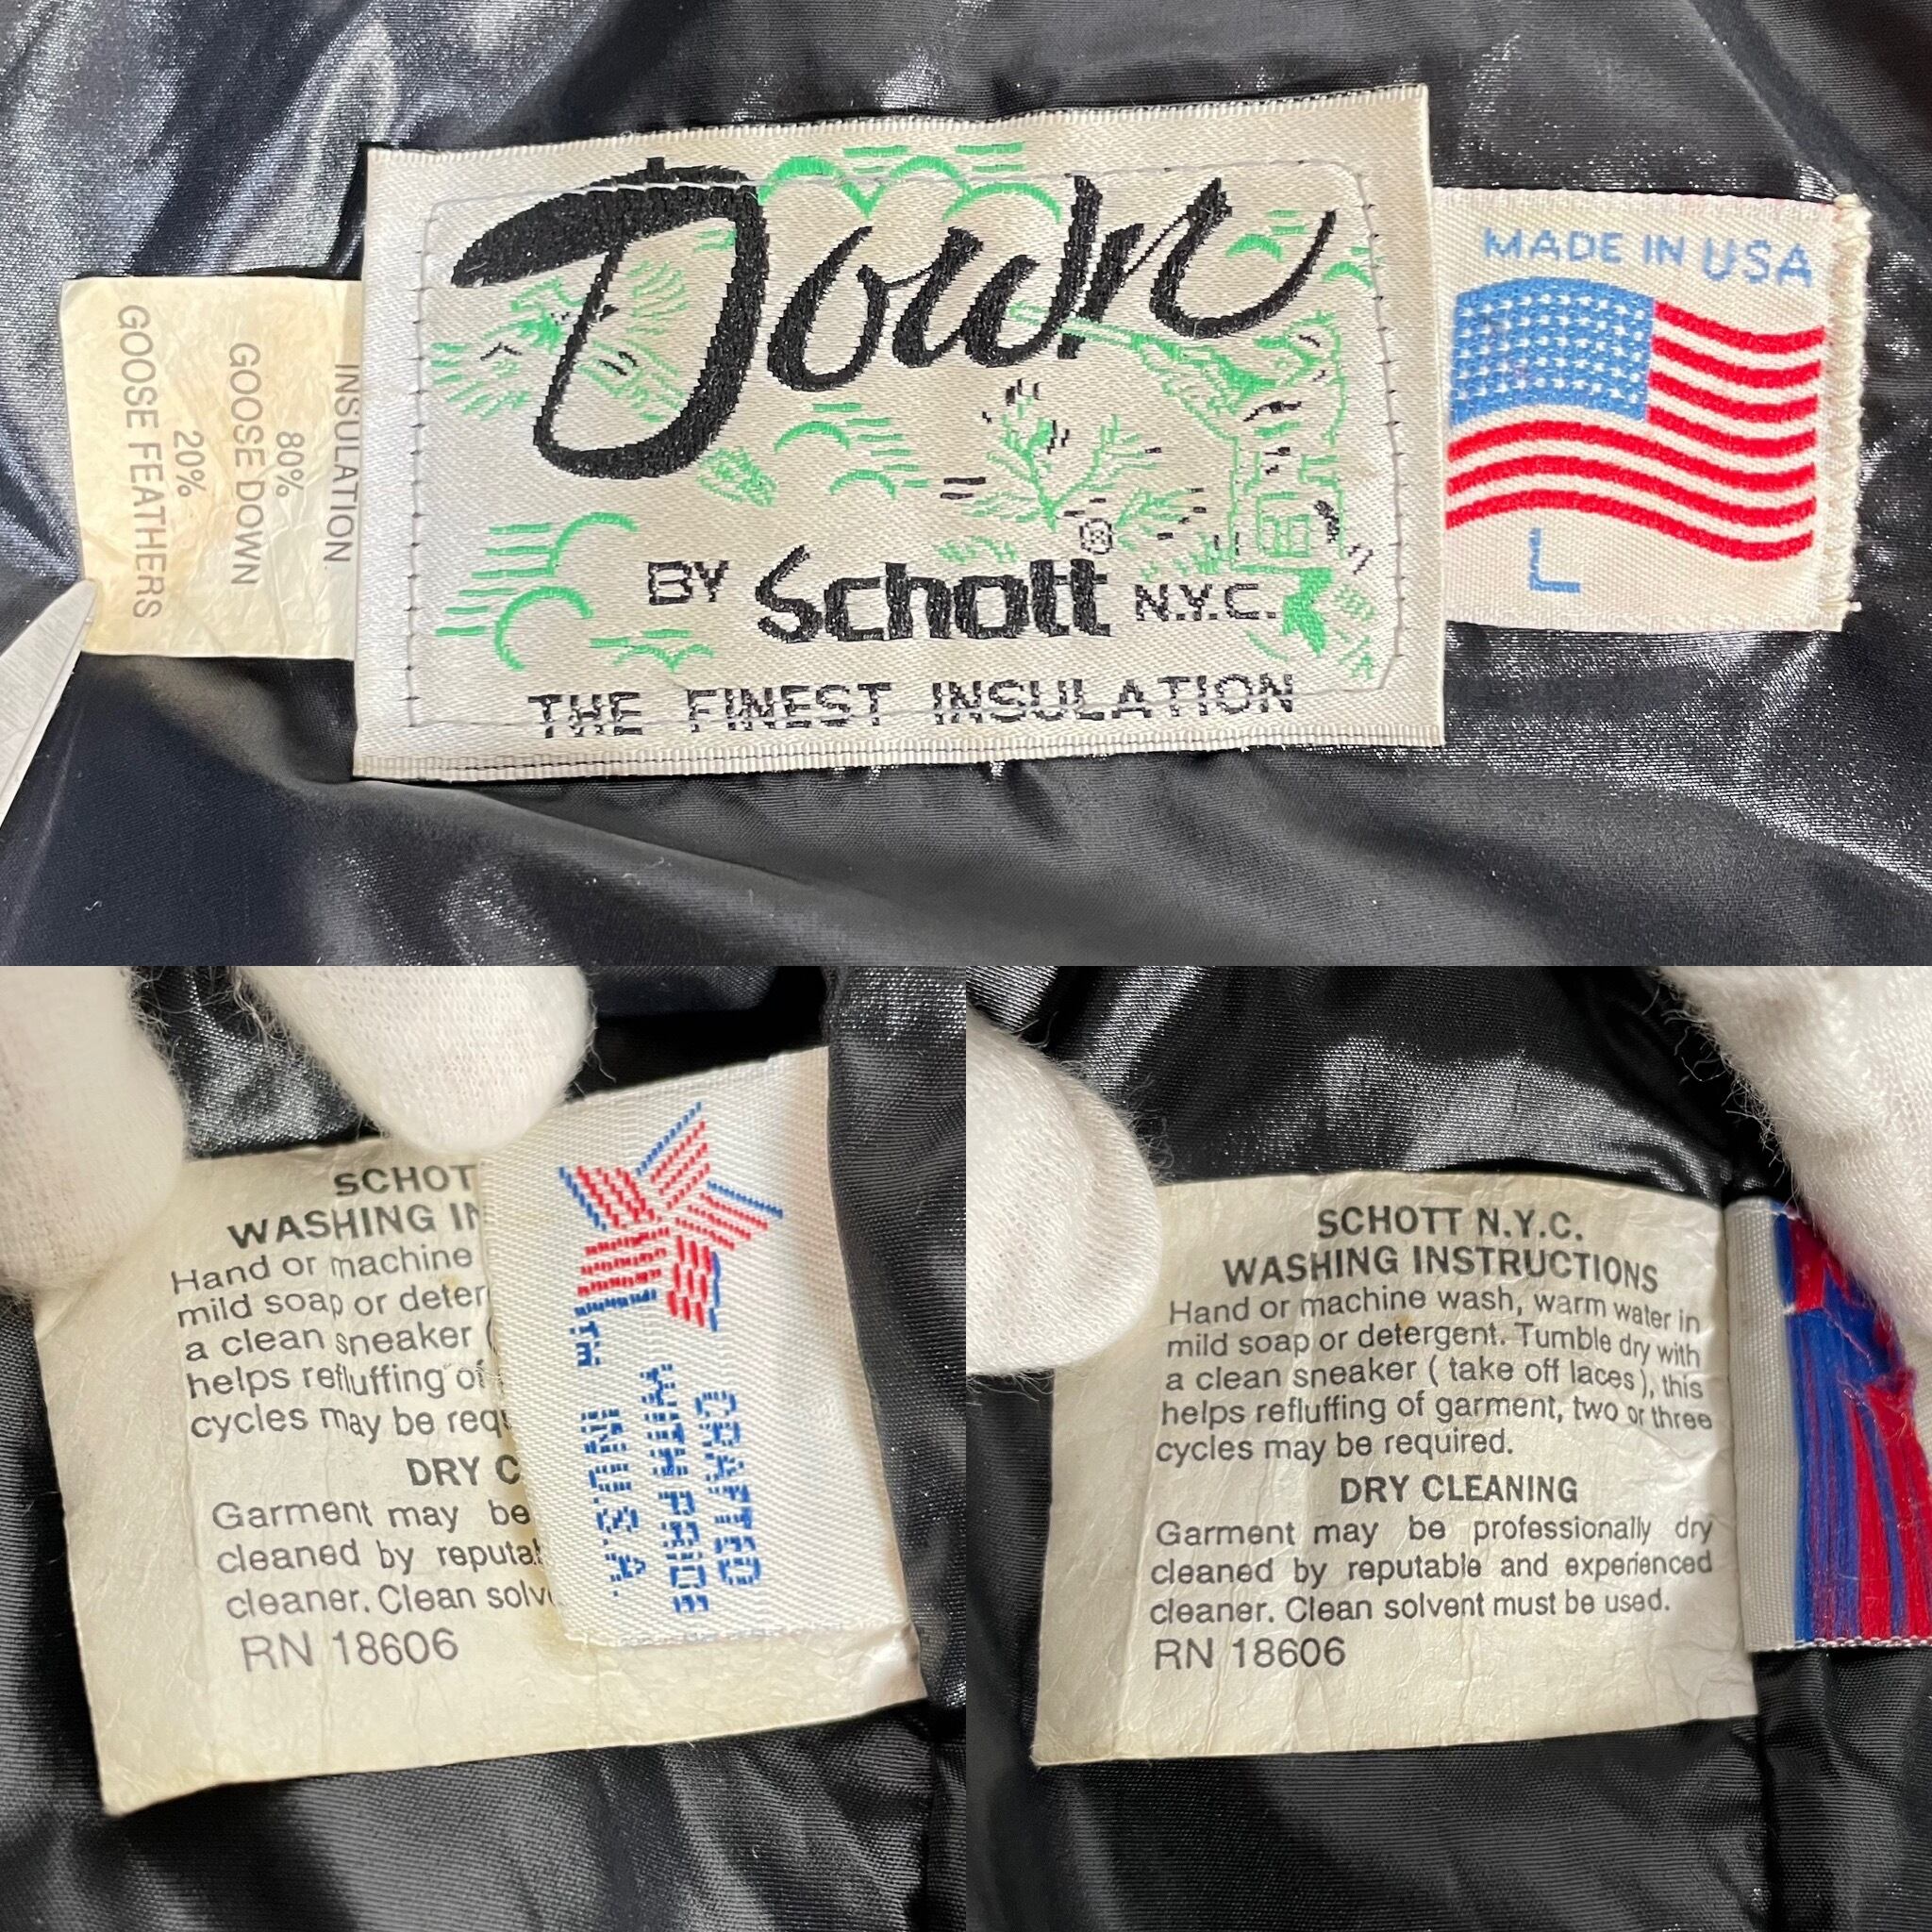 INSULATION
80%
GOOSE DOWN
20%
GOOSE FEATHERS
Down
BY Schott® N.Y.C.
THE FINEST INSULATION
MADE IN USA
L
SCHOT
WASHING IN
Hand or machine
mild soap or deter
a clean sneaker (
helps refluffing of
cycles may be requ
DRY C
Garment may be
cleaned by reputa
cleaner. Clean solv
RN 18606
TM
CRAFTED
WITH PRIDE
IN U.S.A.
SCHOTT N.Y.C.
WASHING INSTRUCTIONS
Hand or machine wash, warm water in
mild soap or detergent. Tumble dry with
a clean sneaker ( take off laces), this
helps refluffing of garment, two or three
cycles may be required.
DRY CLEANING
Garment may be professionally dry
cleaned by reputable and experienced
cleaner. Clean solvent must be used.
RN 18606